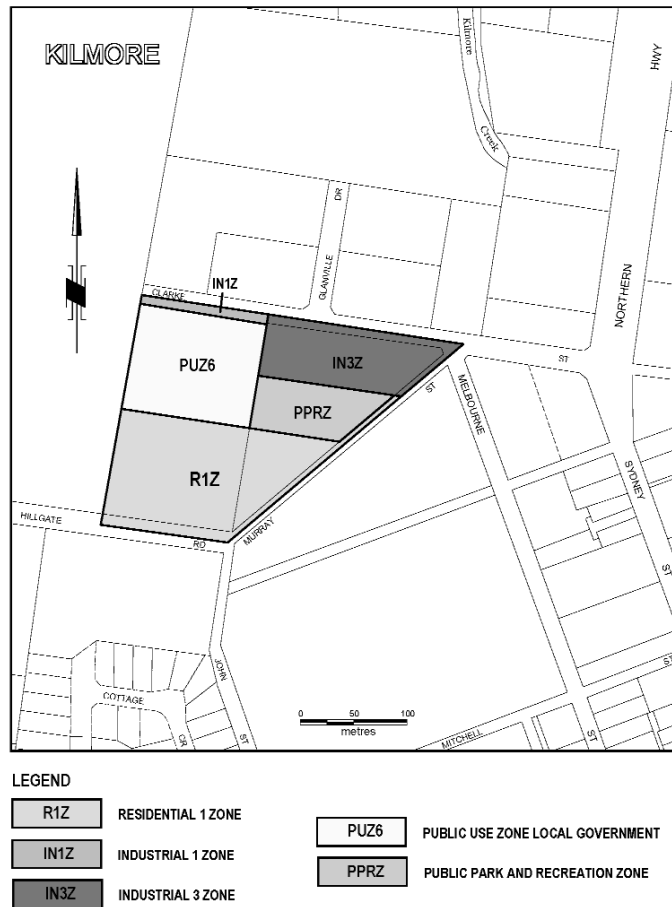 KILMORE
Kilmore
Creek
HWY
NORTHERN
DR
GLANVILLE
IN1Z
CLARKE
ST
PUZ6
IN3Z
PPRZ
R1Z
ST
MELBOURNE
SYDNEY
ST
HILLGATE
RD
MURRAY
JOHN
ST
COTTAGE
CR
0 50 100
metres
MITCHELL
ST
LEGEND
R1Z RESIDENTIAL 1 ZONE
IN1Z INDUSTRIAL 1 ZONE
IN3Z INDUSTRIAL 3 ZONE
PUZ6 PUBLIC USE ZONE LOCAL GOVERNMENT
PPRZ PUBLIC PARK AND RECREATION ZONE